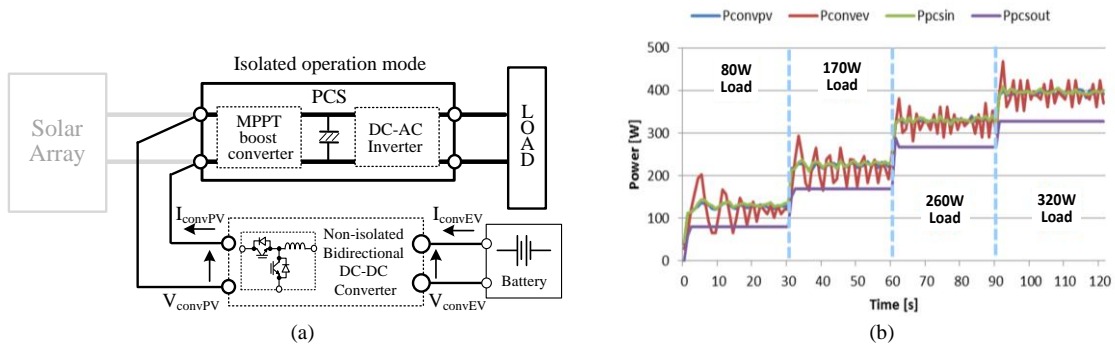 Isolated operation mode
PCS
Solar
Array
MPPT
boost
converter
DC-AC
Inverter
LOAD
IconvPV
IconvEV
Non-isolated
Bidirectional
DC-DC
Converter
Battery
VconvPV
VconvEV
(a)
Pconvpv Pconvev Ppcsin Ppcsout
500
400
300
200
100
0
Power [W]
80W
Load
170W
Load
260W
Load
320W
Load
0 10 20 30 40 50 60 70 80 90 100 110 120
Time [s]
(b)